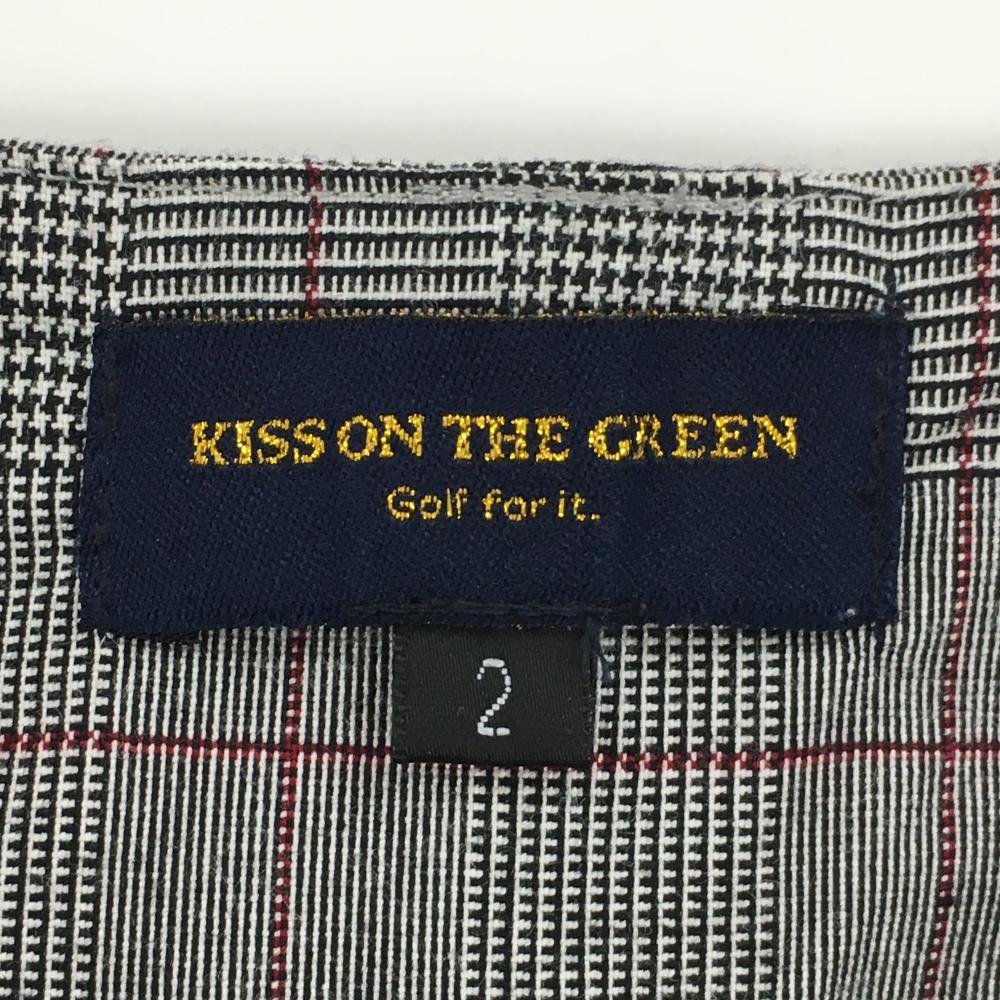 KISS ON THE GREEN
Golf for it.
2